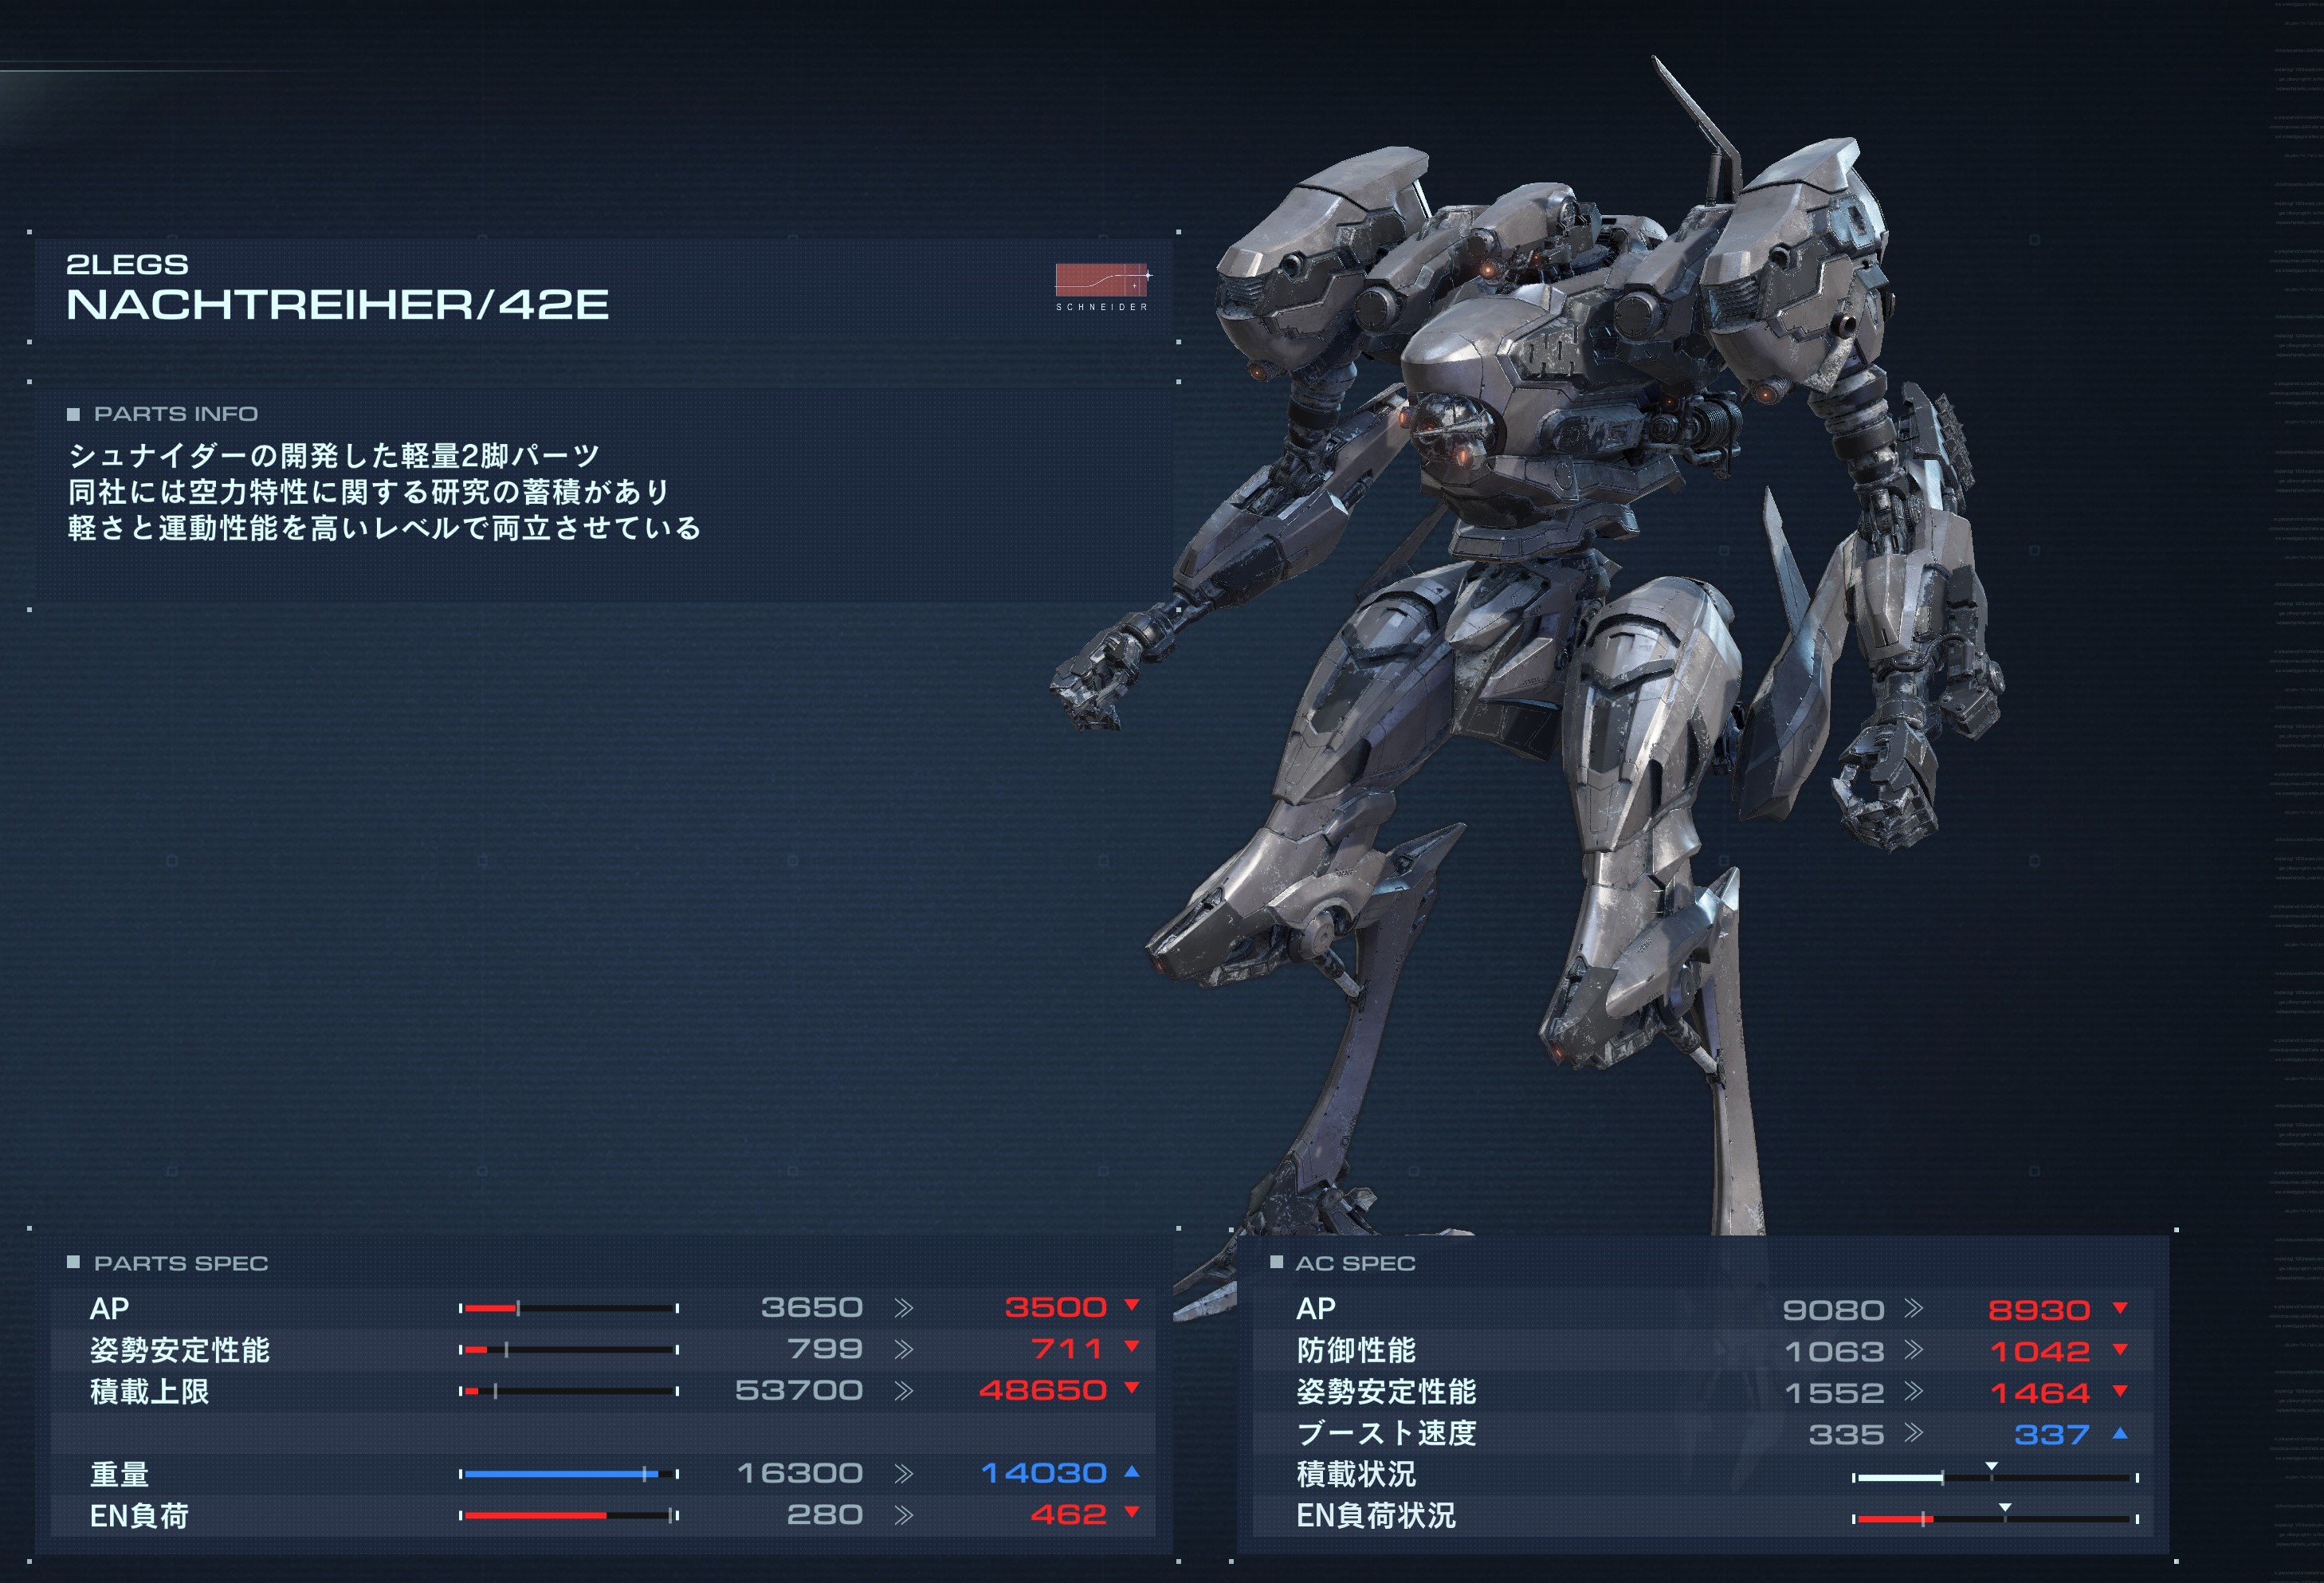 2LEGS
NACHTREIHER/42E
SCHNEIDER
PARTS INFO
シュナイダーの開発した軽量2脚パーツ
同社には空力特性に関する研究の蓄積があり
軽さと運動性能を高いレベルで両立させている
PARTS SPEC
AP 3650 3500
姿勢安定性能 799 711
積載上限 53700 48650
重量 16300 14030
EN負荷 280 462
AC SPEC
AP 9080 8930
防御性能 1063 1042
姿勢安定性能 1552 1464
ブースト速度 335 337
積載状況
EN負荷状況